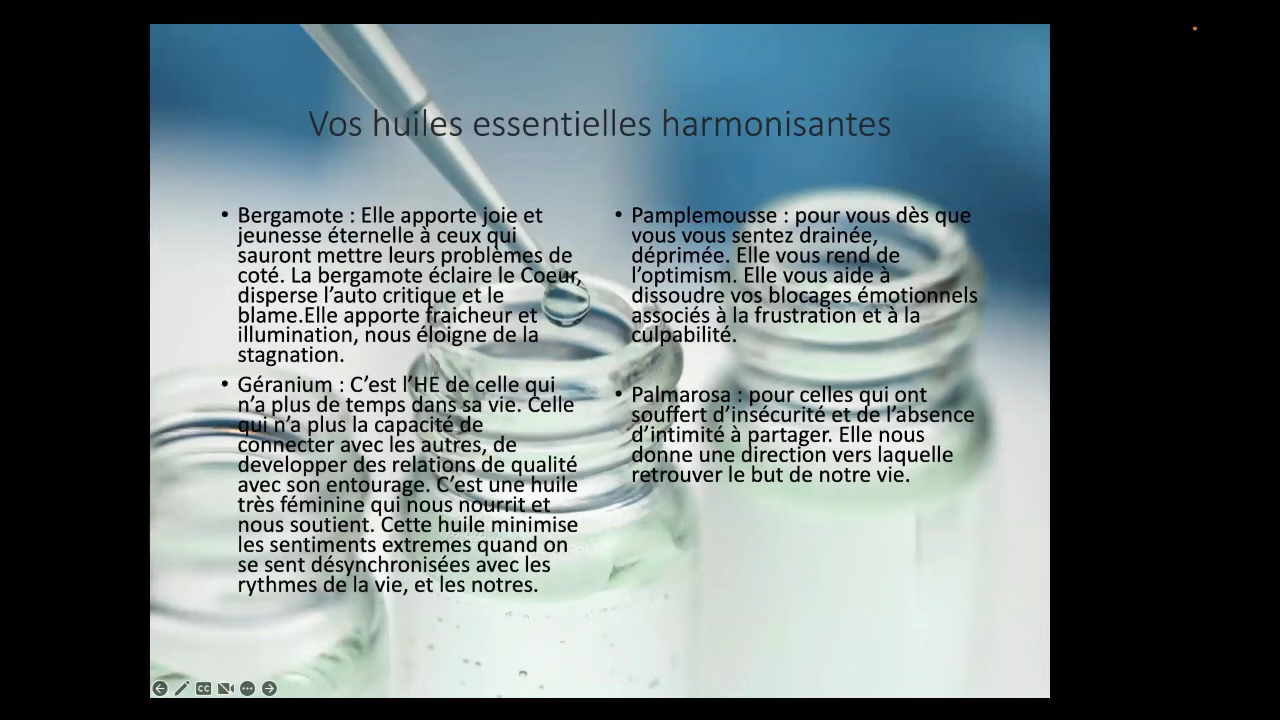 Vos huiles essentielles harmonisantes
• Bergamote : Elle apporte joie et
jeunesse éternelle à ceux qui
sauront mettre leurs problèmes de
coté. La bergamote éclaire le Coeur,
disperse l’auto critique et le
blame.Elle apporte fraicheur et
illumination, nous éloigne de la
stagnation.
• Géranium : C’est l’HE de celle qui
n’a plus de temps dans sa vie. Celle
qui n’a plus la capacité de
connecter avec les autres, de
developper des relations de qualité
avec son entourage. C’est une huile
très féminine qui nous nourrit et
nous soutient. Cette huile minimise
les sentiments extremes quand on
se sent désynchronisées avec les
rythmes de la vie, et les notres.
• Pamplemousse : pour vous dès que
vous vous sentez drainée,
déprimée. Elle vous rend de
l’optimism. Elle vous aide à
dissoudre vos blocages émotionnels
associés à la frustration et à la
culpabilité.
• Palmarosa : pour celles qui ont
souffert d’insécurité et de l’absence
d’intimité à partager. Elle nous
donne une direction vers laquelle
retrouver le but de notre vie.
CC